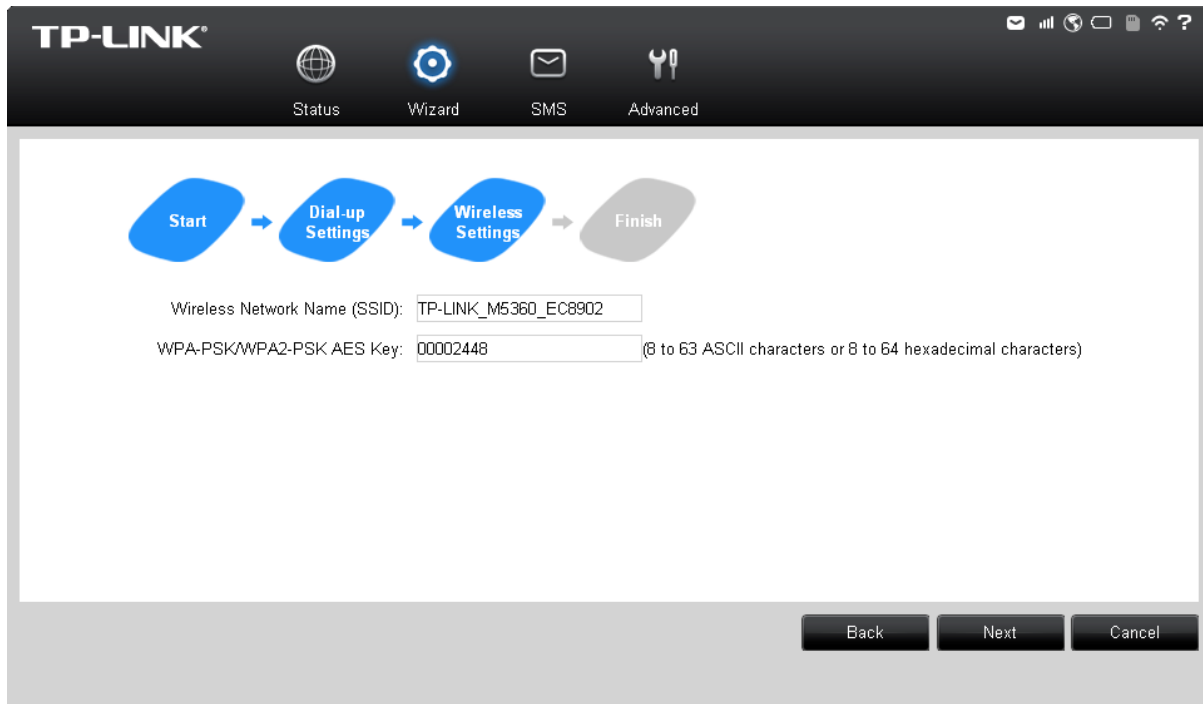 TP-LINK®
Status Wizard SMS Advanced
Start Dial-up Settings Wireless Settings Finish
Wireless Network Name (SSID): TP-LINK_M5360_EC8902
WPA-PSK/WPA2-PSK AES Key: 00002448 (8 to 63 ASCII characters or 8 to 64 hexadecimal characters)
Back Next Cancel